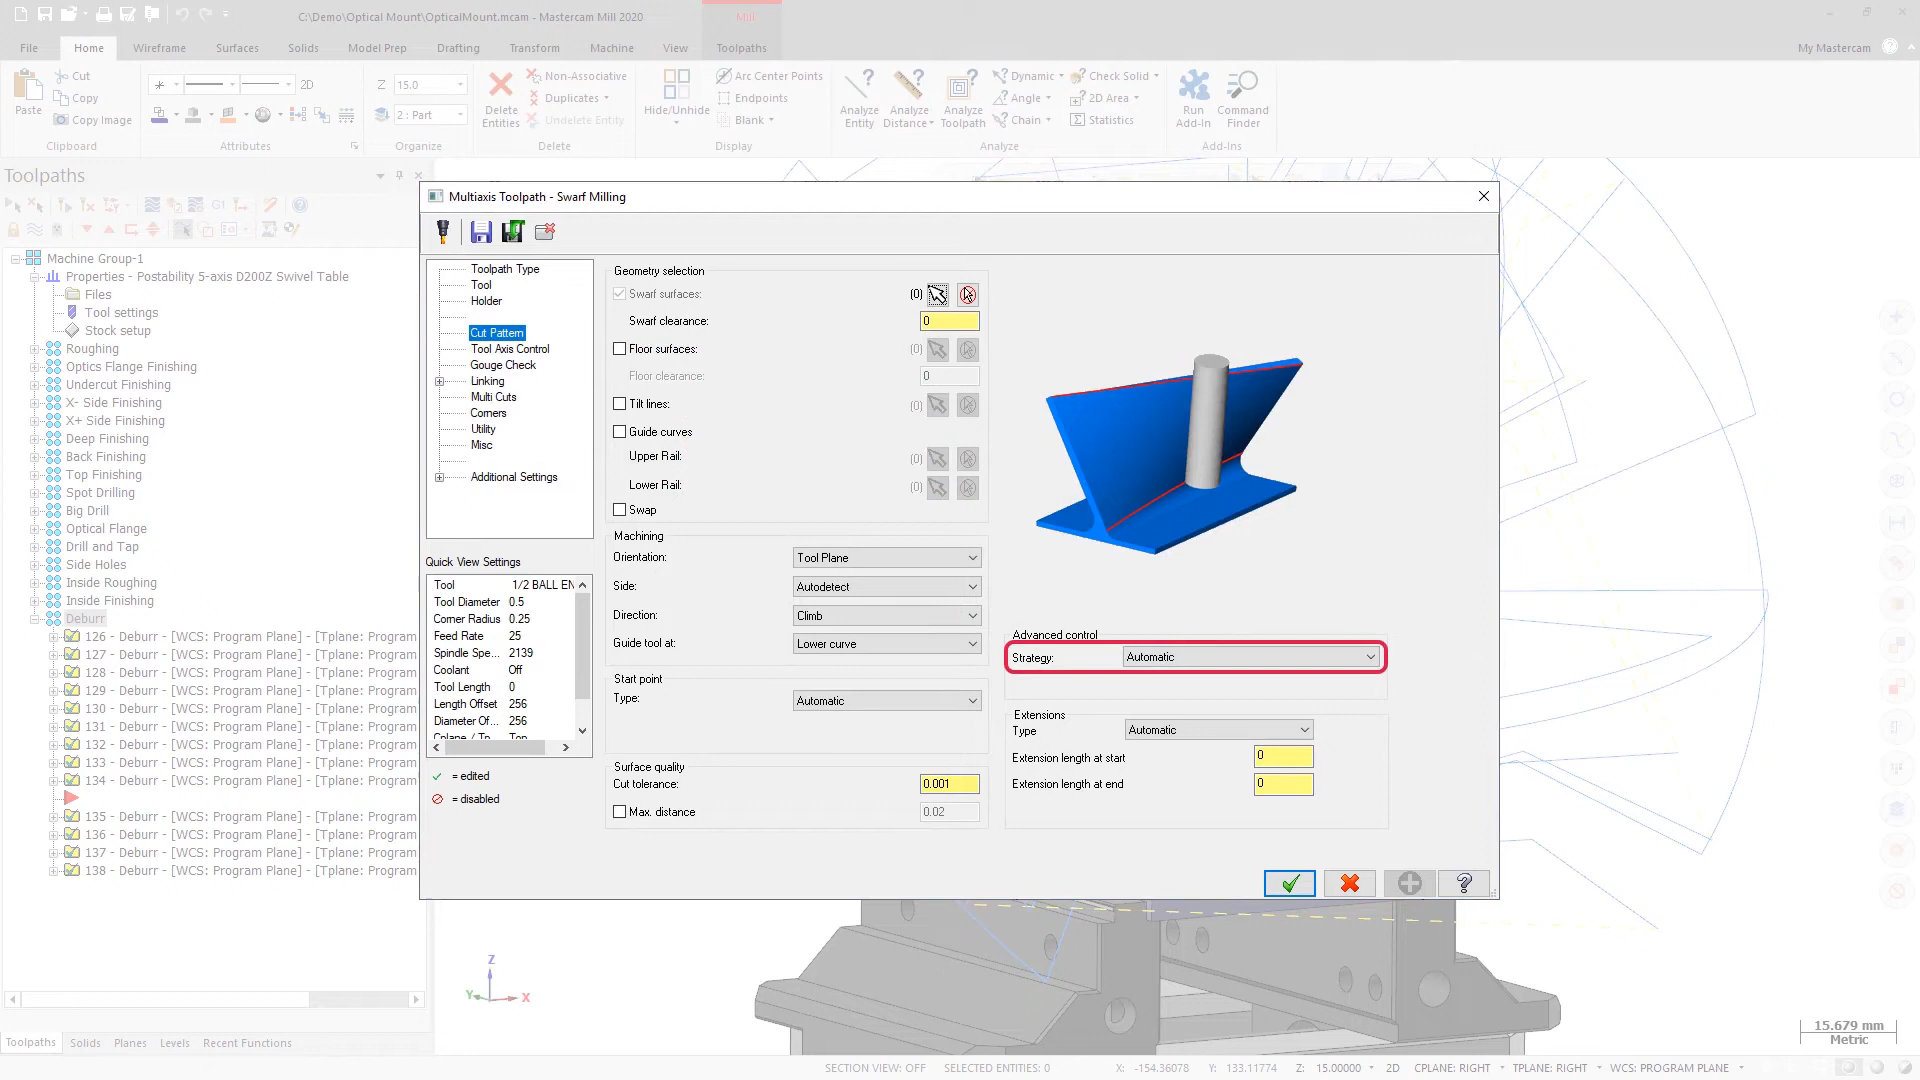 C:\Demo\Optical Mount\OpticalMount.mcam - Mastercam Mill 2020
Mill
File Home Wireframe Surfaces Solids Model Prep Drafting Transform Machine View Toolpaths
My Mastercam
Paste
Cut
Copy
Copy Image
Clipboard
2D
Attributes
Z 15.0
2 : Part
Organize
Delete Entities
Non-Associative
Duplicates
Undelete Entity
Delete
Hide/Unhide
Arc Center Points
Endpoints
Blank
Display
Analyze Entity
Analyze Distance
Analyze Toolpath
Dynamic
Angle
Chain
Check Solid
2D Area
Statistics
Analyze
Run Add-In
Command Finder
Add-Ins
Toolpaths
G1
Machine Group-1
Properties - Postability 5-axis D200Z Swivel Table
Files
Tool settings
Stock setup
Roughing
Optics Flange Finishing
Undercut Finishing
X- Side Finishing
X+ Side Finishing
Deep Finishing
Back Finishing
Top Finishing
Spot Drilling
Big Drill
Optical Flange
Drill and Tap
Side Holes
Inside Roughing
Inside Finishing
Deburr
126 - Deburr - [WCS: Program Plane] - [Tplane: Program
127 - Deburr - [WCS: Program Plane] - [Tplane: Program
128 - Deburr - [WCS: Program Plane] - [Tplane: Program
129 - Deburr - [WCS: Program Plane] - [Tplane: Program
130 - Deburr - [WCS: Program Plane] - [Tplane: Program
131 - Deburr - [WCS: Program Plane] - [Tplane: Program
132 - Deburr - [WCS: Program Plane] - [Tplane: Program
133 - Deburr - [WCS: Program Plane] - [Tplane: Program
134 - Deburr - [WCS: Program Plane] - [Tplane: Program
135 - Deburr - [WCS: Program Plane] - [Tplane: Program
136 - Deburr - [WCS: Program Plane] - [Tplane: Program
137 - Deburr - [WCS: Program Plane] - [Tplane: Program
138 - Deburr - [WCS: Program Plane] - [Tplane: Program
Toolpaths Solids Planes Levels Recent Functions
Multiaxis Toolpath - Swarf Milling
Toolpath Type
Tool
Holder
Cut Pattern
Tool Axis Control
Gouge Check
Linking
Multi Cuts
Corners
Utility
Misc
Additional Settings
Quick View Settings
Tool 1/2 BALL EN
Tool Diameter 0.5
Corner Radius 0.25
Feed Rate 25
Spindle Spe... 2139
Coolant Off
Tool Length 0
Length Offset 256
Diameter Of... 256
Cplane / Tp... Top
= edited
= disabled
Geometry selection
Swarf surfaces: (0)
Swarf clearance: 0
Floor surfaces: (0)
Floor clearance: 0
Tilt lines: (0)
Guide curves
Upper Rail: (0)
Lower Rail: (0)
Swap
Machining
Orientation: Tool Plane
Side: Autodetect
Direction: Climb
Guide tool at: Lower curve
Start point
Type: Automatic
Surface quality
Cut tolerance: 0.001
Max. distance 0.02
Advanced control
Strategy: Automatic
Extensions
Type Automatic
Extension length at start 0
Extension length at end 0
Z
Y X
15.679 mm
Metric
SECTION VIEW: OFF SELECTED ENTITIES: 0 X: -154.36078 Y: 133.11774 Z: 15.00000 2D CPLANE: RIGHT TPLANE: RIGHT WCS: PROGRAM PLANE